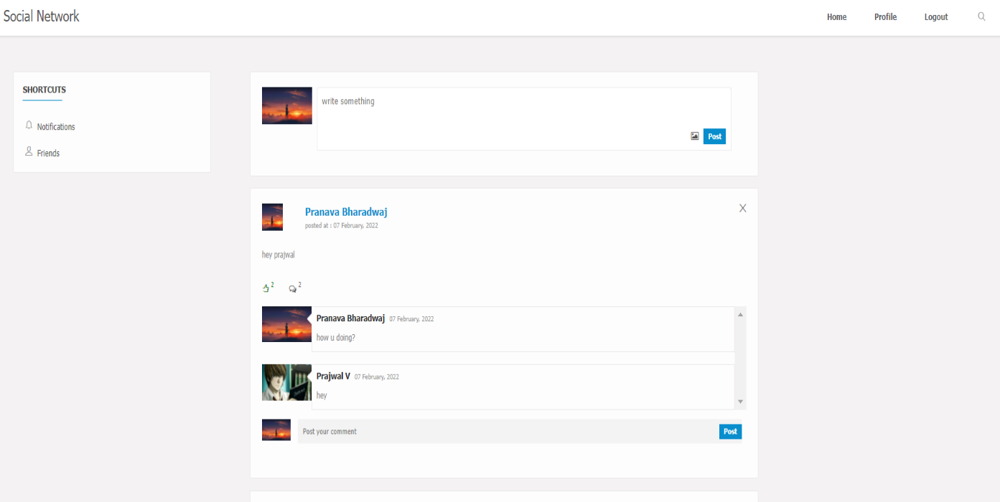 Social Network
Home Profile Logout
SHORTCUTS
Notifications
Friends
write something
Post
Pranava Bharadwaj
X
posted at : 07 February, 2022
hey prajwal
2 2
Pranava Bharadwaj 07 February, 2022
how u doing?
Prajwal V 07 February, 2022
hey
Post your comment
Post